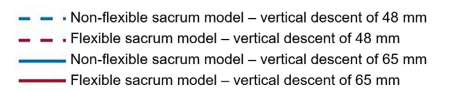 Non-flexible sacrum model – vertical descent of 48 mm
Flexible sacrum model – vertical descent of 48 mm
Non-flexible sacrum model – vertical descent of 65 mm
Flexible sacrum model – vertical descent of 65 mm